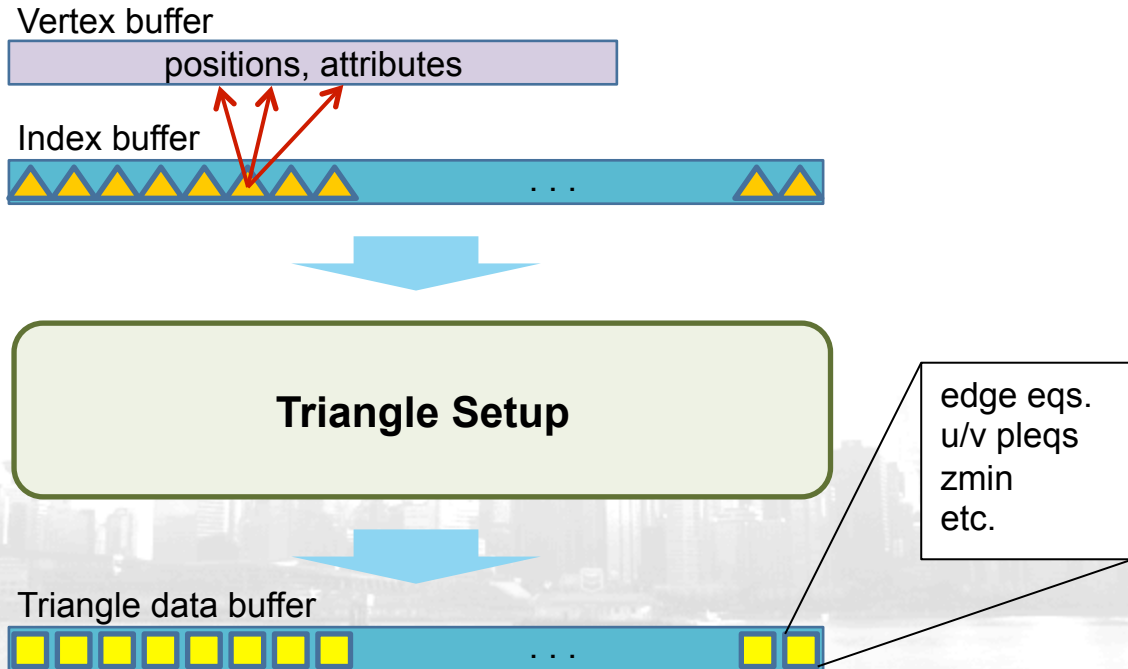 Vertex buffer
positions, attributes
Index buffer
. . .
Triangle Setup
edge eqs.
u/v pleqs
zmin
etc.
Triangle data buffer
. . .